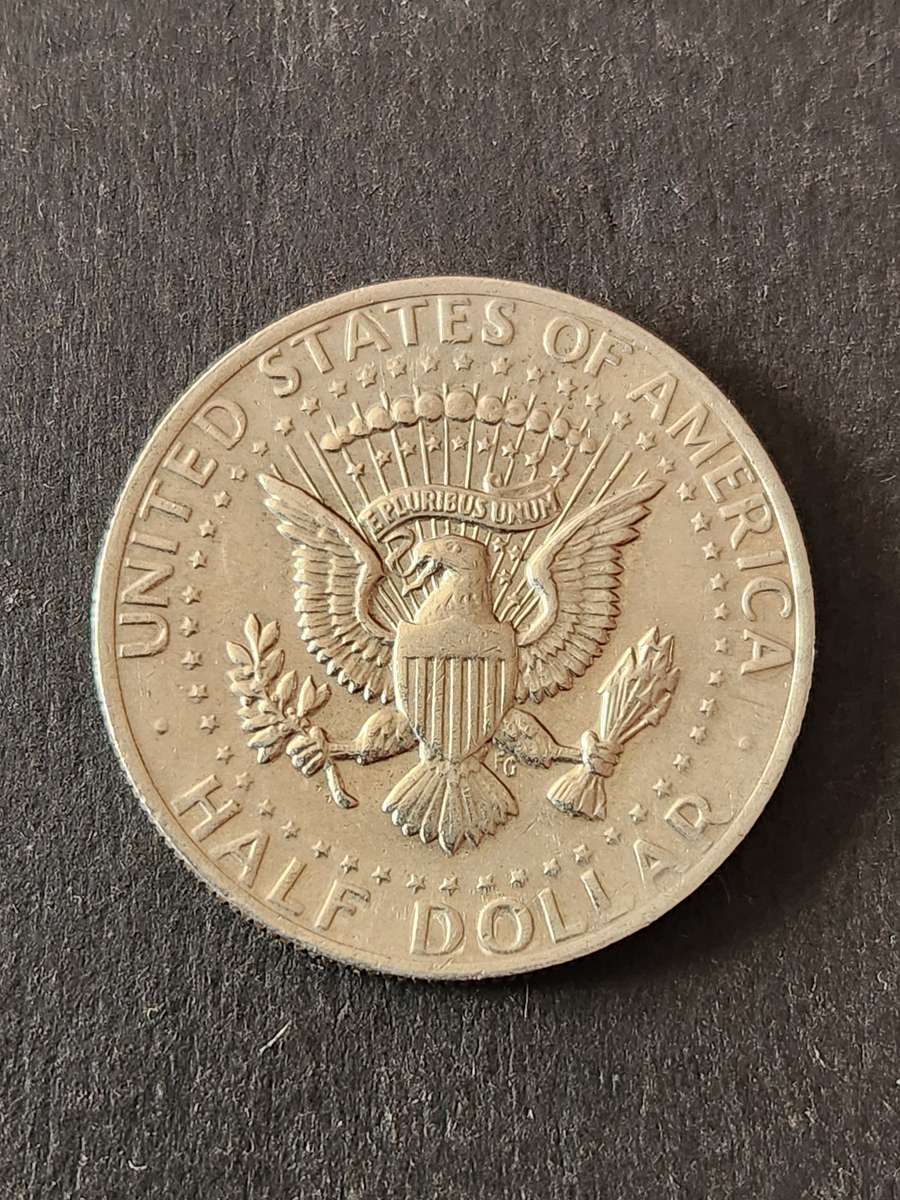 UNITED STATES OF AMERICA
E PLURIBUS UNUM
FG
HALF DOLLAR